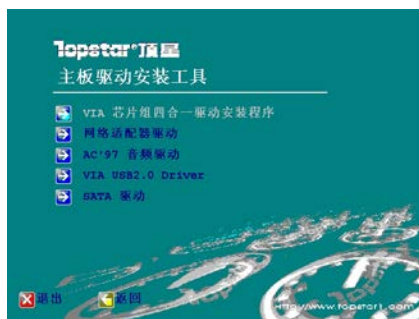 Topstar®顶星
主板驱动安装工具
VIA 芯片组四合一驱动安装程序
网络适配器驱动
AC'97 音频驱动
VIA USB2.0 Driver
SATA 驱动
退出
返回
Http://www.topstart.com